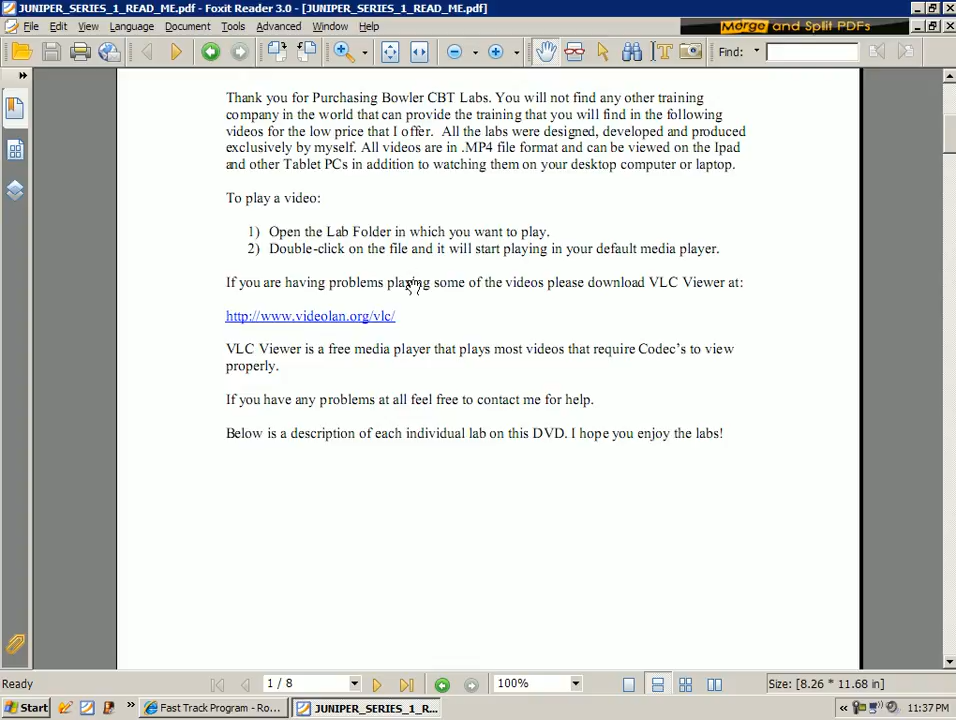 JUNIPER_SERIES_1_READ_ME.pdf - Foxit Reader 3.0 - [JUNIPER_SERIES_1_READ_ME.pdf]
File Edit View Language Document Tools Advanced Window Help
Merge and Split PDFs
Find:
Thank you for Purchasing Bowler CBT Labs. You will not find any other training
company in the world that can provide the training that you will find in the following
videos for the low price that I offer. All the labs were designed, developed and produced
exclusively by myself. All videos are in .MP4 file format and can be viewed on the Ipad
and other Tablet PCs in addition to watching them on your desktop computer or laptop.
To play a video:
1) Open the Lab Folder in which you want to play.
2) Double-click on the file and it will start playing in your default media player.
If you are having problems playing some of the videos please download VLC Viewer at:
http://www.videolan.org/vlc/
VLC Viewer is a free media player that plays most videos that require Codec's to view
properly.
If you have any problems at all feel free to contact me for help.
Below is a description of each individual lab on this DVD. I hope you enjoy the labs!
Ready
1 / 8
100%
Size: [8.26 * 11.68 in]
Start
Fast Track Program - Ro...
JUNIPER_SERIES_1_R...
11:37 PM